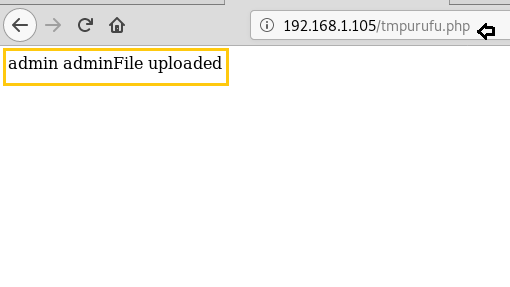 192.168.1.105/tmpurufu.php
admin adminFile uploaded